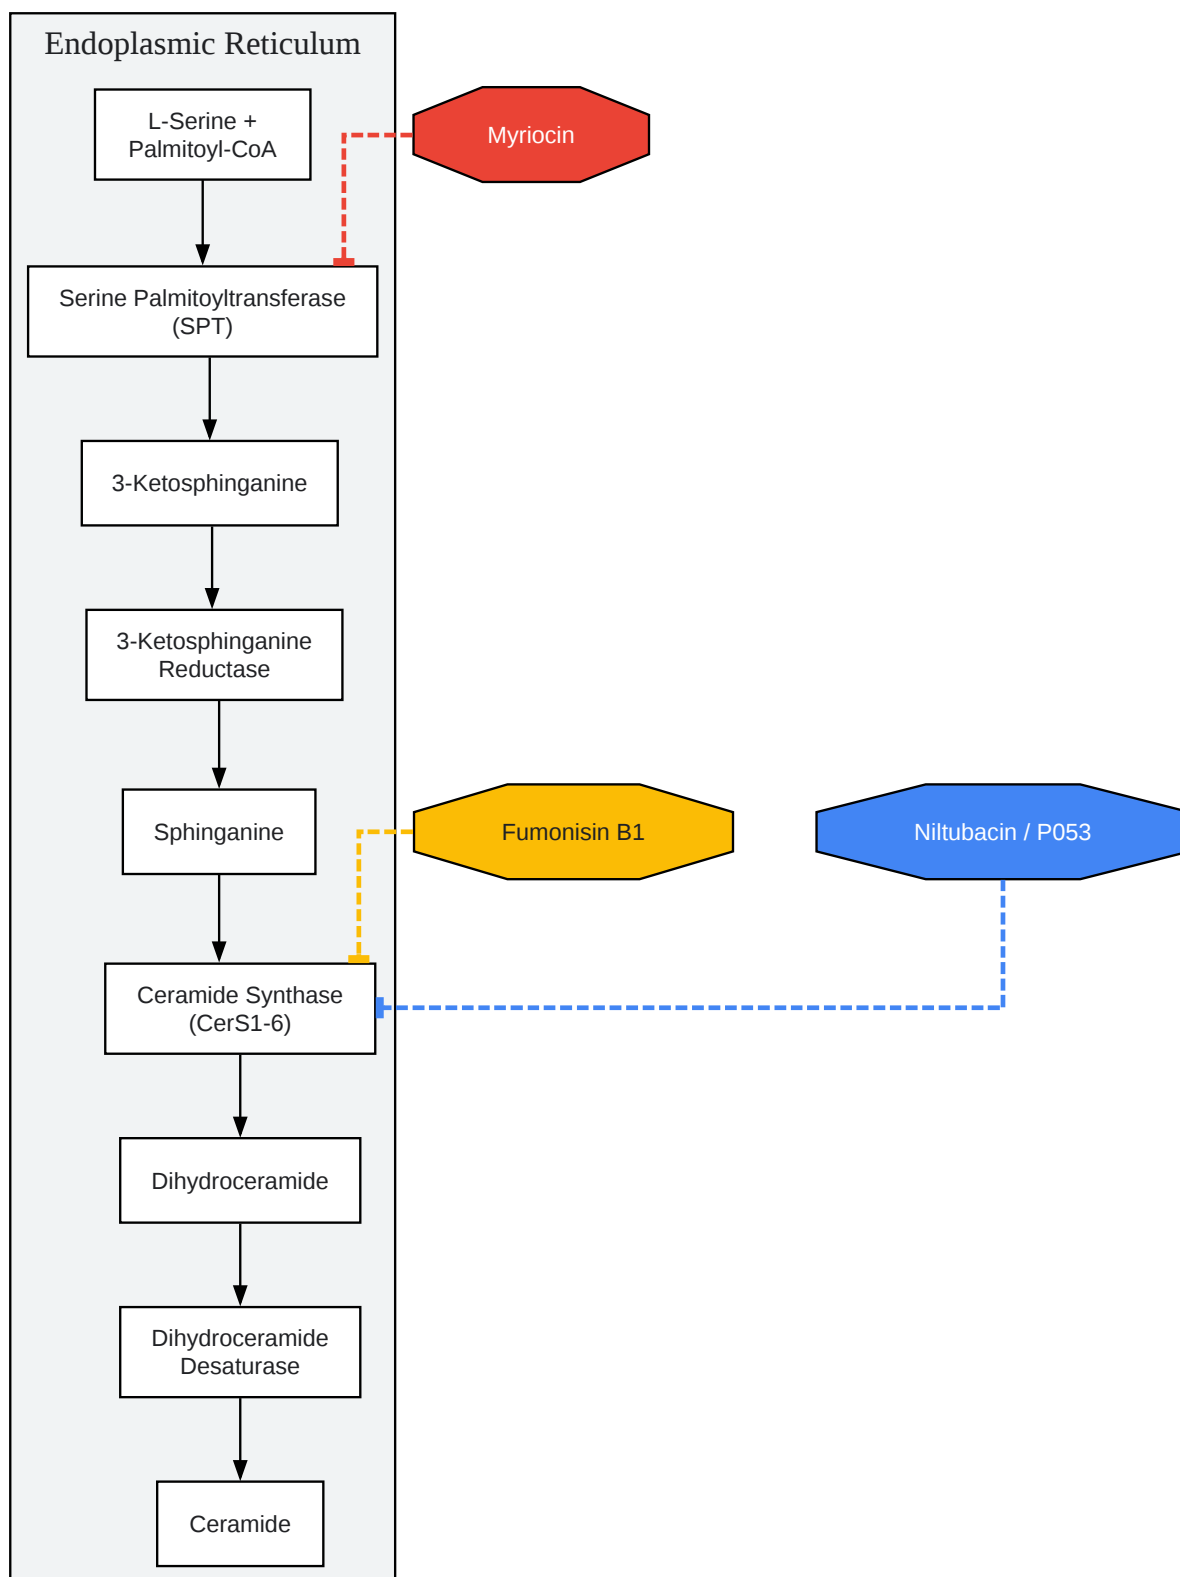 Endoplasmic Reticulum
L-Serine +
Palmitoyl-CoA
Myriocin
Serine Palmitoyltransferase
(SPT)
3-Ketosphinganine
3-Ketosphinganine
Reductase
Sphinganine
Fumonisin B1
Niltubacin / P053
Ceramide Synthase
(CerS1-6)
Dihydroceramide
Dihydroceramide
Desaturase
Ceramide